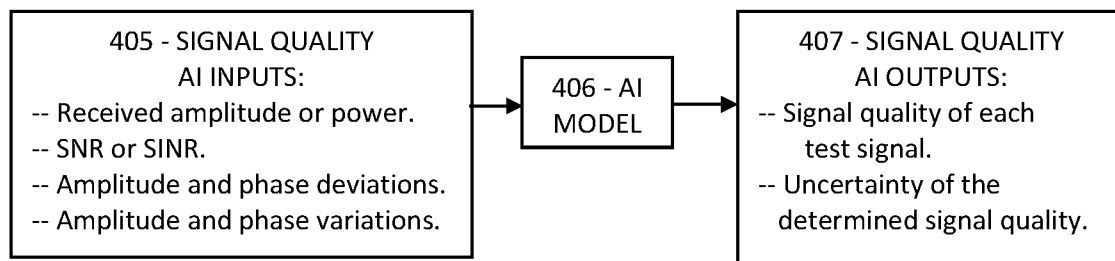 405 - SIGNAL QUALITY
AI INPUTS:
-- Received amplitude or power.
-- SNR or SINR.
-- Amplitude and phase deviations.
-- Amplitude and phase variations.
406 - AI
MODEL
407 - SIGNAL QUALITY
AI OUTPUTS:
-- Signal quality of each
test signal.
-- Uncertainty of the
determined signal quality.